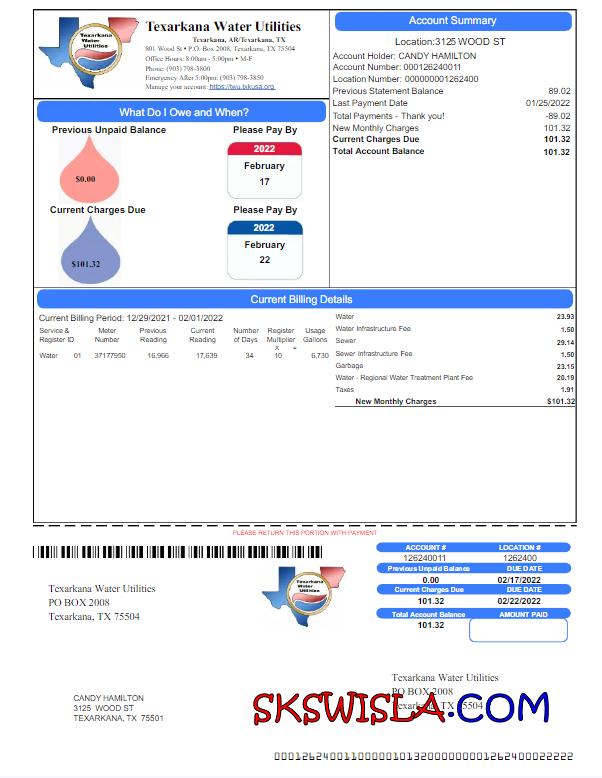 Texarkana Water Utilities
Texarkana Water Utilities
Texarkana, AR/Texarkana, TX
801 Wood St • P.O. Box 2008, Texarkana, TX 75504
Office Hours: 8:00am - 5:00pm • M-F
Phone: (903) 798-3800
Emergency After 5:00pm: (903) 798-3850
Manage your account: https://twu.txkusa.org
Account Summary
Location:3125 WOOD ST
Account Holder: CANDY HAMILTON
Account Number: 000126240011
Location Number: 000000001262400
Previous Statement Balance 89.02
Last Payment Date 01/25/2022
Total Payments - Thank you! -89.02
New Monthly Charges 101.32
Current Charges Due 101.32
Total Account Balance 101.32
What Do I Owe and When?
Previous Unpaid Balance Please Pay By
$0.00
2022
February
17
Current Charges Due Please Pay By
$101.32
2022
February
22
Current Billing Details
Current Billing Period: 12/29/2021 - 02/01/2022
Service & Register ID Meter Number Previous Reading Current Reading Number of Days Register Multiplier X = Usage Gallons
Water 01 37177950 16,966 17,639 34 10 6,730
Water 23.93
Water Infrastructure Fee 1.50
Sewer 29.14
Sewer Infrastructure Fee 1.50
Garbage 23.15
Water - Regional Water Treatment Plant Fee 20.19
Taxes 1.91
New Monthly Charges $101.32
PLEASE RETURN THIS PORTION WITH PAYMENT
Texarkana Water Utilities
PO BOX 2008
Texarkana, TX 75504
Texarkana Water Utilities
ACCOUNT # LOCATION #
126240011 1262400
Previous Unpaid Balance DUE DATE
0.00 02/17/2022
Current Charges Due DUE DATE
101.32 02/22/2022
Total Account Balance AMOUNT PAID
101.32
CANDY HAMILTON
3125 WOOD ST
TEXARKANA, TX 75501
Texarkana Water Utilities
PO BOX 2008
Texarkana, TX 75504
SKSWISLA.COM